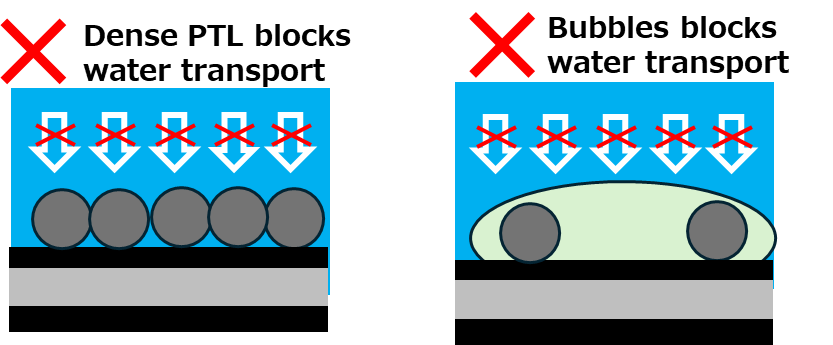 Dense PTL blocks
water transport
Bubbles blocks
water transport